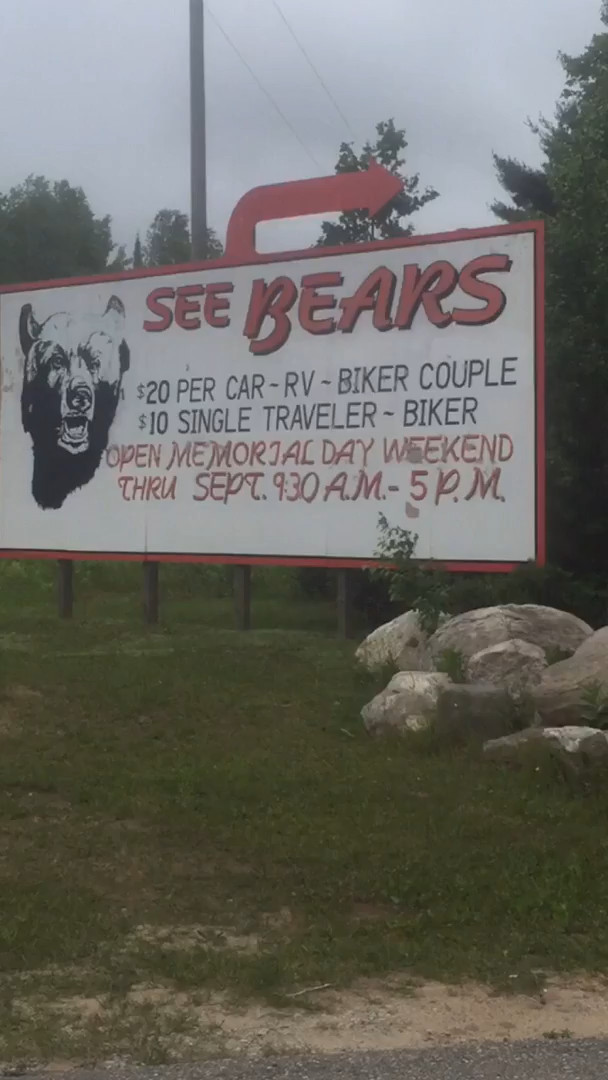 SEE BEARS
$20 PER CAR ~ RV ~ BIKER COUPLE
$10 SINGLE TRAVELER ~ BIKER
OPEN MEMORIAL DAY WEEKEND
THRU SEPT. 9:30 A.M. - 5 P.M.